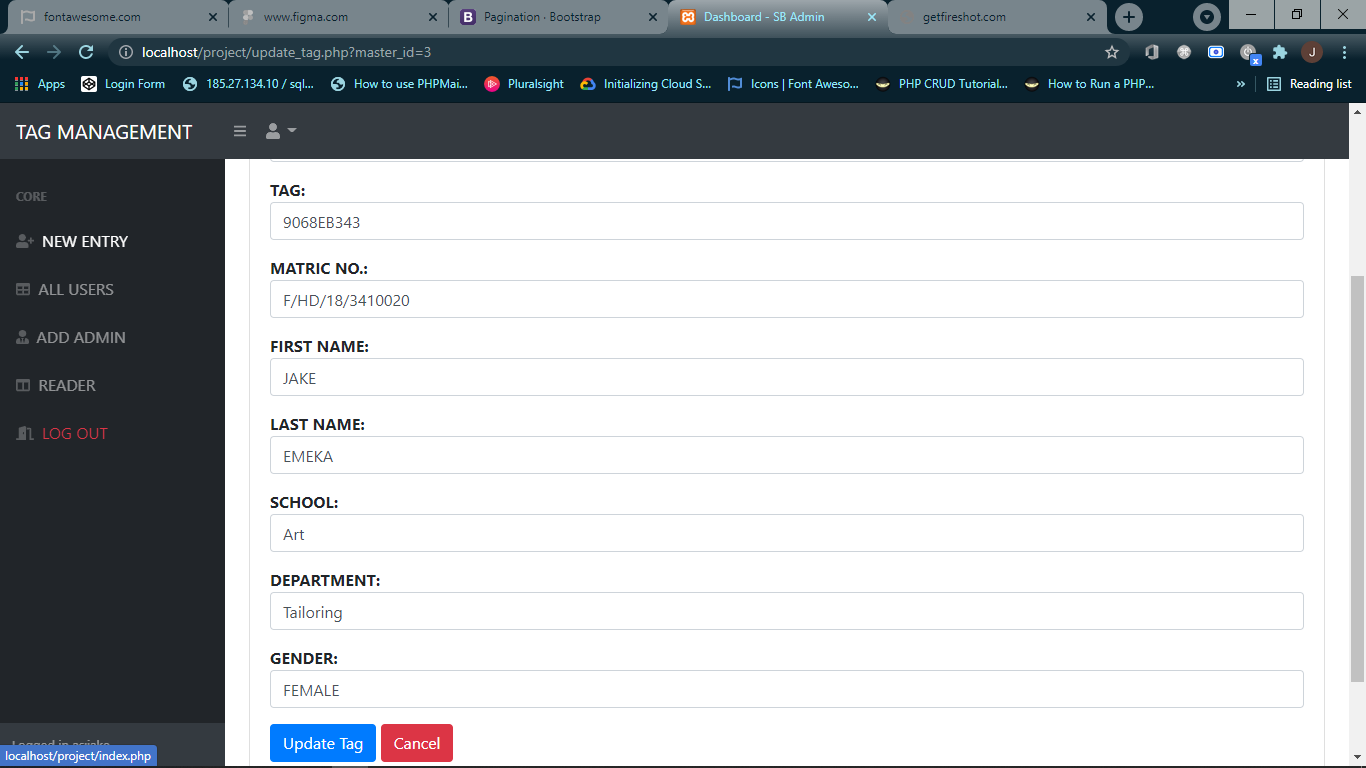 fontawesome.com
www.figma.com
B Pagination · Bootstrap
Dashboard - SB Admin
getfireshot.com
localhost/project/update_tag.php?master_id=3
x
J
Apps
Login Form
185.27.134.10 / sql...
How to use PHPMai...
Pluralsight
Initializing Cloud S...
Icons | Font Aweso...
PHP CRUD Tutorial...
How to Run a PHP...
»
Reading list
TAG MANAGEMENT
CORE
NEW ENTRY
ALL USERS
ADD ADMIN
READER
LOG OUT
TAG:
9068EB343
MATRIC NO.:
F/HD/18/3410020
FIRST NAME:
JAKE
LAST NAME:
EMEKA
SCHOOL:
Art
DEPARTMENT:
Tailoring
GENDER:
FEMALE
Update Tag
Cancel
localhost/project/index.php